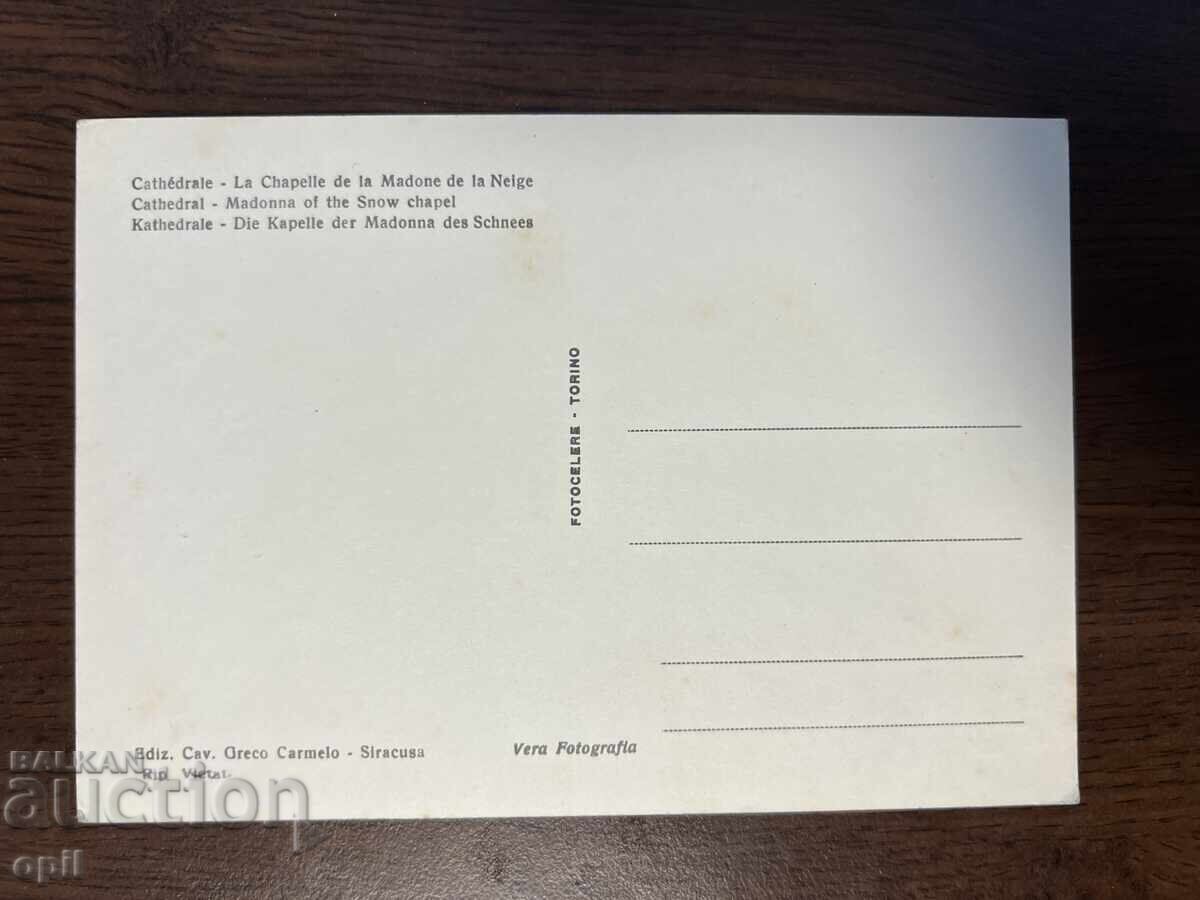 Cathédrale - La Chapelle de la Madone de la Neige
Cathedral - Madonna of the Snow chapel
Kathedrale - Die Kapelle der Madonna des Schnees
FOTOCELERE - TORINO
Ediz. Cav. Greco Carmelo - Siracusa
Rip. Vietat.
Vera Fotografia
BALKAN
auction
opil